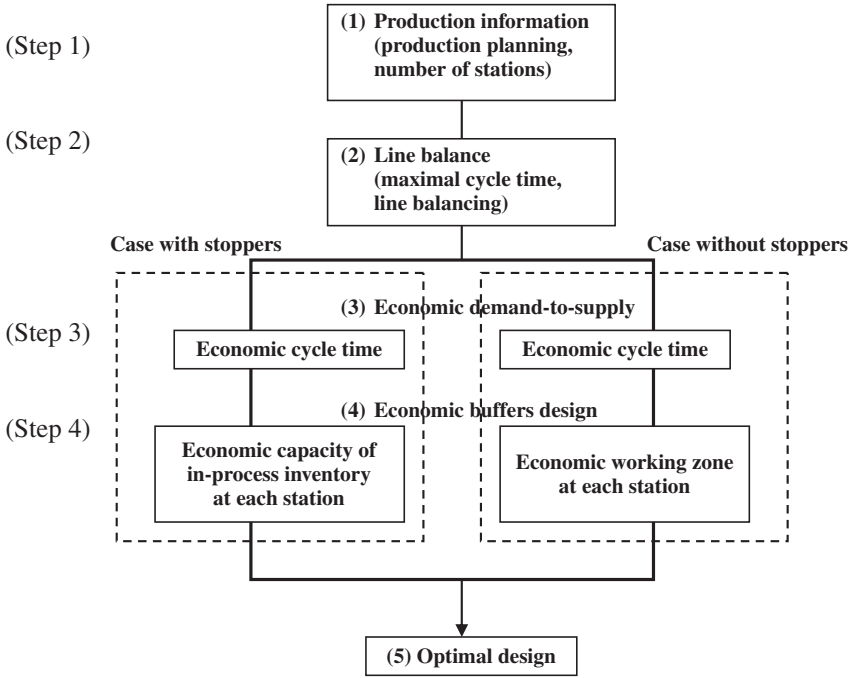 (Step 1)
(1) Production information
(production planning,
number of stations)
(Step 2)
(2) Line balance
(maximal cycle time,
line balancing)
Case with stoppers
Case without stoppers
(3) Economic demand-to-supply
(Step 3)
Economic cycle time
Economic cycle time
(4) Economic buffers design
(Step 4)
Economic capacity of
in-process inventory
at each station
Economic working zone
at each station
(5) Optimal design